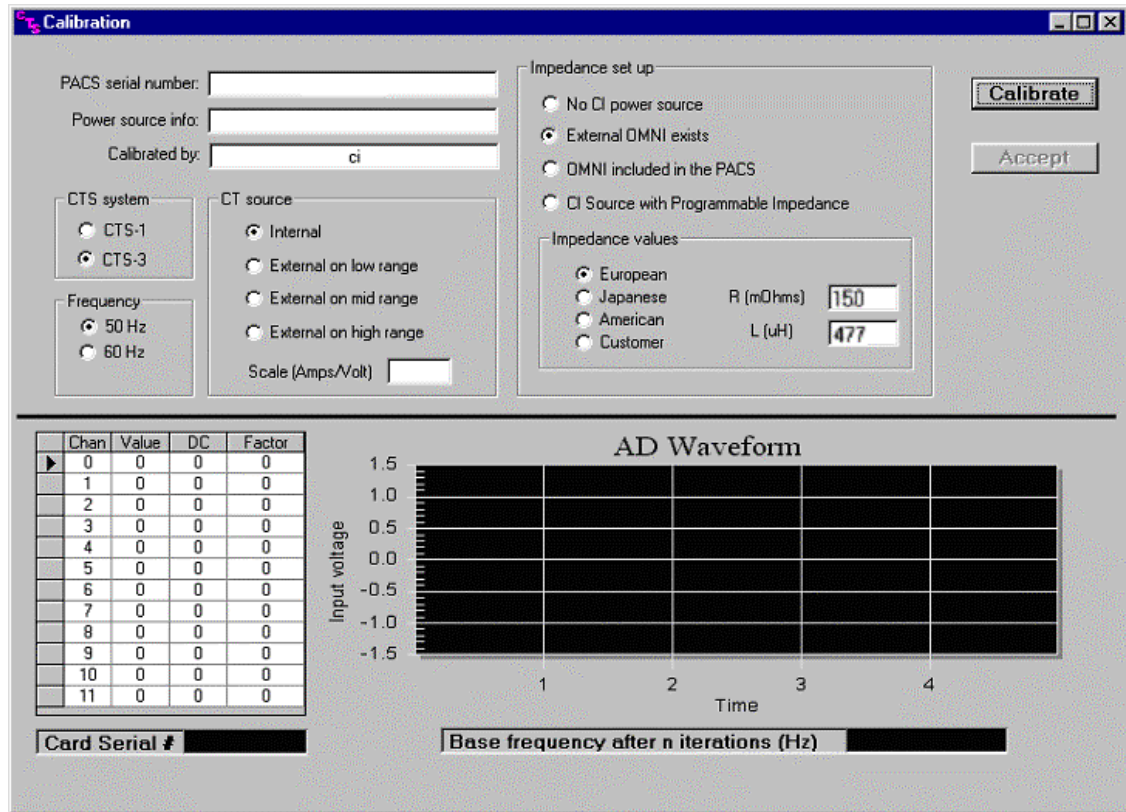 CTS Calibration
PACS serial number:
Power source info:
Calibrated by: ci
CTS system
CTS-1
CTS-3
Frequency
50 Hz
60 Hz
CT source
Internal
External on low range
External on mid range
External on high range
Scale (Amps/Volt)
Impedance set up
No CI power source
External OMNI exists
OMNI included in the PACS
CI Source with Programmable Impedance
Impedance values
European
Japanese
American
Customer
R (mOhms) 150
L (uH) 477
Calibrate
Accept
Chan Value DC Factor
0 0 0 0
1 0 0 0
2 0 0 0
3 0 0 0
4 0 0 0
5 0 0 0
6 0 0 0
7 0 0 0
8 0 0 0
9 0 0 0
10 0 0 0
11 0 0 0
Card Serial #
AD Waveform
Input voltage
1.5
1.0
0.5
0.0
-0.5
-1.0
-1.5
1 2 3 4
Time
Base frequency after n iterations (Hz)